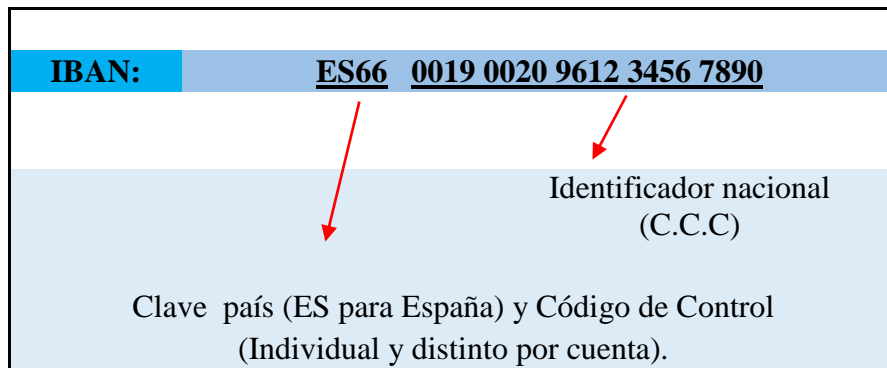 IBAN: ES66 0019 0020 9612 3456 7890
Identificador nacional
(C.C.C)
Clave país (ES para España) y Código de Control
(Individual y distinto por cuenta).